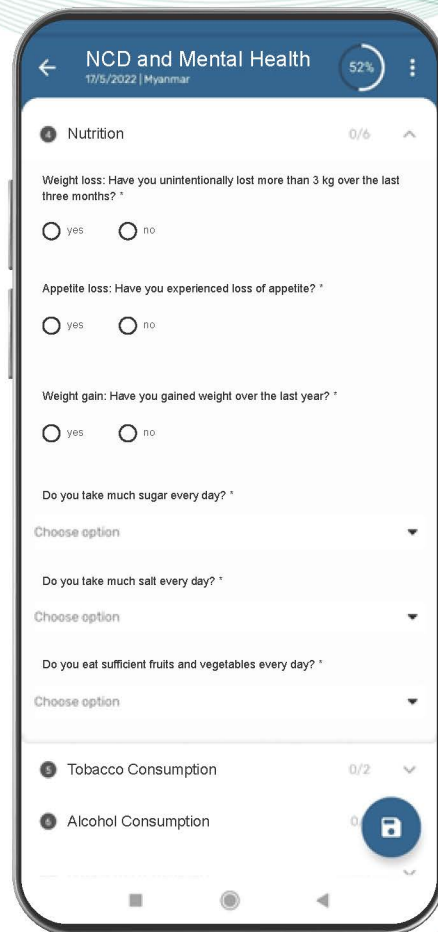 NCD and Mental Health
52%
17/5/2022 | Myanmar
4 Nutrition 0/6
Weight loss: Have you unintentionally lost more than 3 kg over the last
three months? *
yes no
Appetite loss: Have you experienced loss of appetite? *
yes no
Weight gain: Have you gained weight over the last year? *
yes no
Do you take much sugar every day? *
Choose option
Do you take much salt every day? *
Choose option
Do you eat sufficient fruits and vegetables every day? *
Choose option
5 Tobacco Consumption 0/2
6 Alcohol Consumption